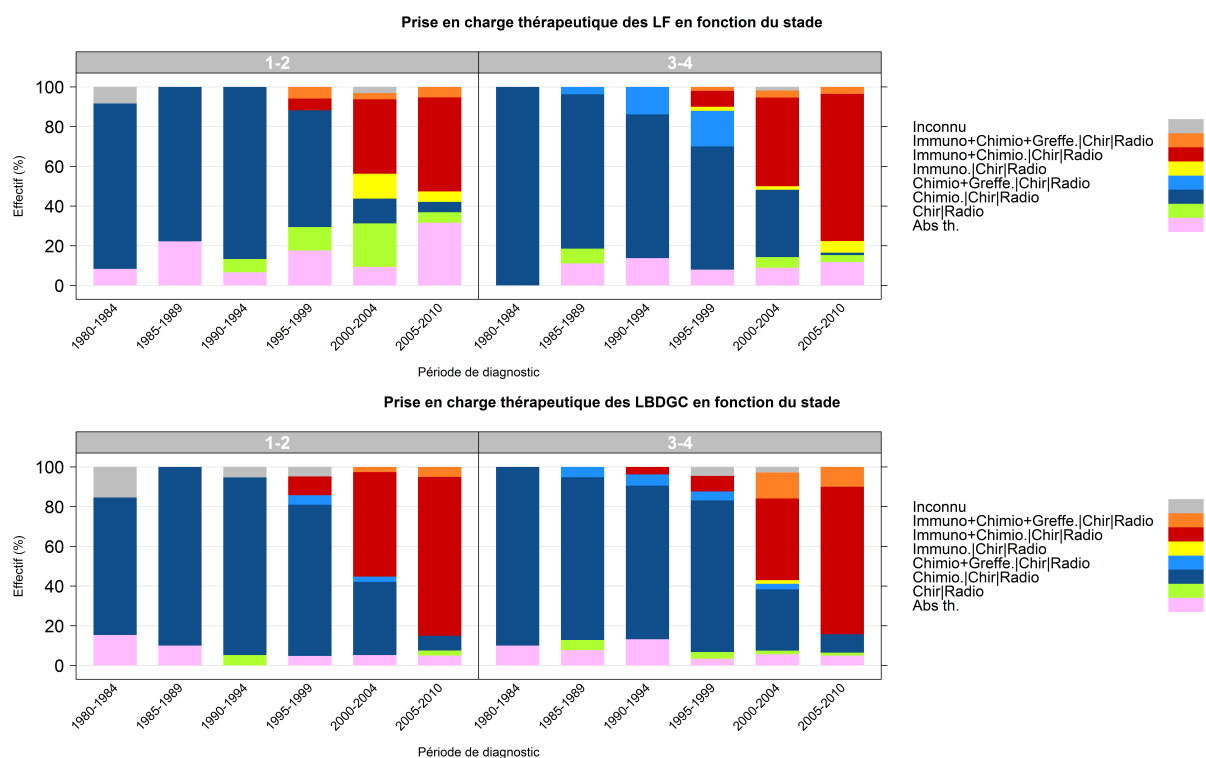 Prise en charge thérapeutique des LF en fonction du stade
1-2
3-4
Effectif (%)
100
80
60
40
20
0
1980-1984
1985-1989
1990-1994
1995-1999
2000-2004
2005-2010
1980-1984
1985-1989
1990-1994
1995-1999
2000-2004
2005-2010
Période de diagnostic
Inconnu
Immuno+Chimio+Greffe.|Chir|Radio
Immuno+Chimio.|Chir|Radio
Immuno.|Chir|Radio
Chimio+Greffe.|Chir|Radio
Chimio.|Chir|Radio
Chir|Radio
Abs th.
Prise en charge thérapeutique des LBDGC en fonction du stade
1-2
3-4
Effectif (%)
100
80
60
40
20
0
1980-1984
1985-1989
1990-1994
1995-1999
2000-2004
2005-2010
1980-1984
1985-1989
1990-1994
1995-1999
2000-2004
2005-2010
Période de diagnostic
Inconnu
Immuno+Chimio+Greffe.|Chir|Radio
Immuno+Chimio.|Chir|Radio
Immuno.|Chir|Radio
Chimio+Greffe.|Chir|Radio
Chimio.|Chir|Radio
Chir|Radio
Abs th.